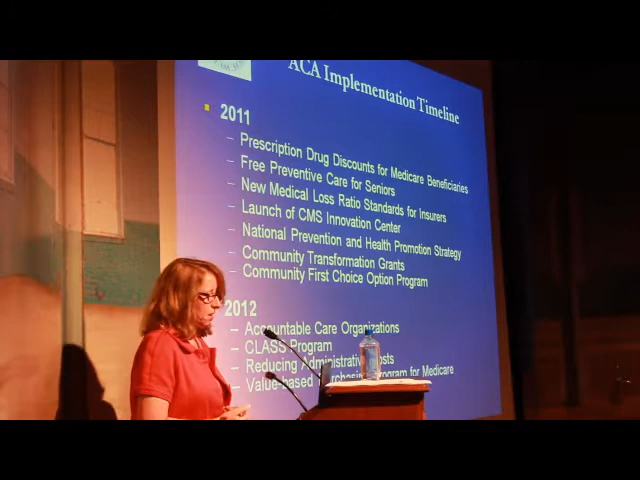 ACA Implementation Timeline
2011
– Prescription Drug Discounts for Medicare Beneficiaries
– Free Preventive Care for Seniors
– New Medical Loss Ratio Standards for Insurers
– Launch of CMS Innovation Center
– National Prevention and Health Promotion Strategy
– Community Transformation Grants
– Community First Choice Option Program
2012
– Accountable Care Organizations
– CLASS Program
– Reducing Administrative Costs
– Value-based Purchasing Program for Medicare